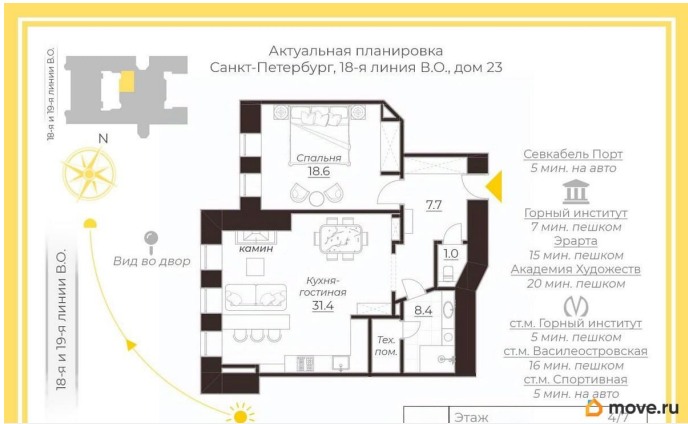 Актуальная планировка
Санкт-Петербург, 18-я линия В.О., дом 23
18-я и 19-я линии В.О.
N
Вид во двор
18-я и 19-я линии В.О.
Спальня
18.6
7.7
1.0
камин
Кухня-
гостиная
31.4
8.4
Тех.
пом.
Севкабель Порт
5 мин. на авто
Горный институт
7 мин. пешком
Эрарта
15 мин. пешком
Академия Художеств
20 мин. пешком
ст.м. Горный институт
5 мин. пешком
ст.м. Василеостровская
16 мин. пешком
ст.м. Спортивная
5 мин. на авто
Этаж
4/7
move.ru